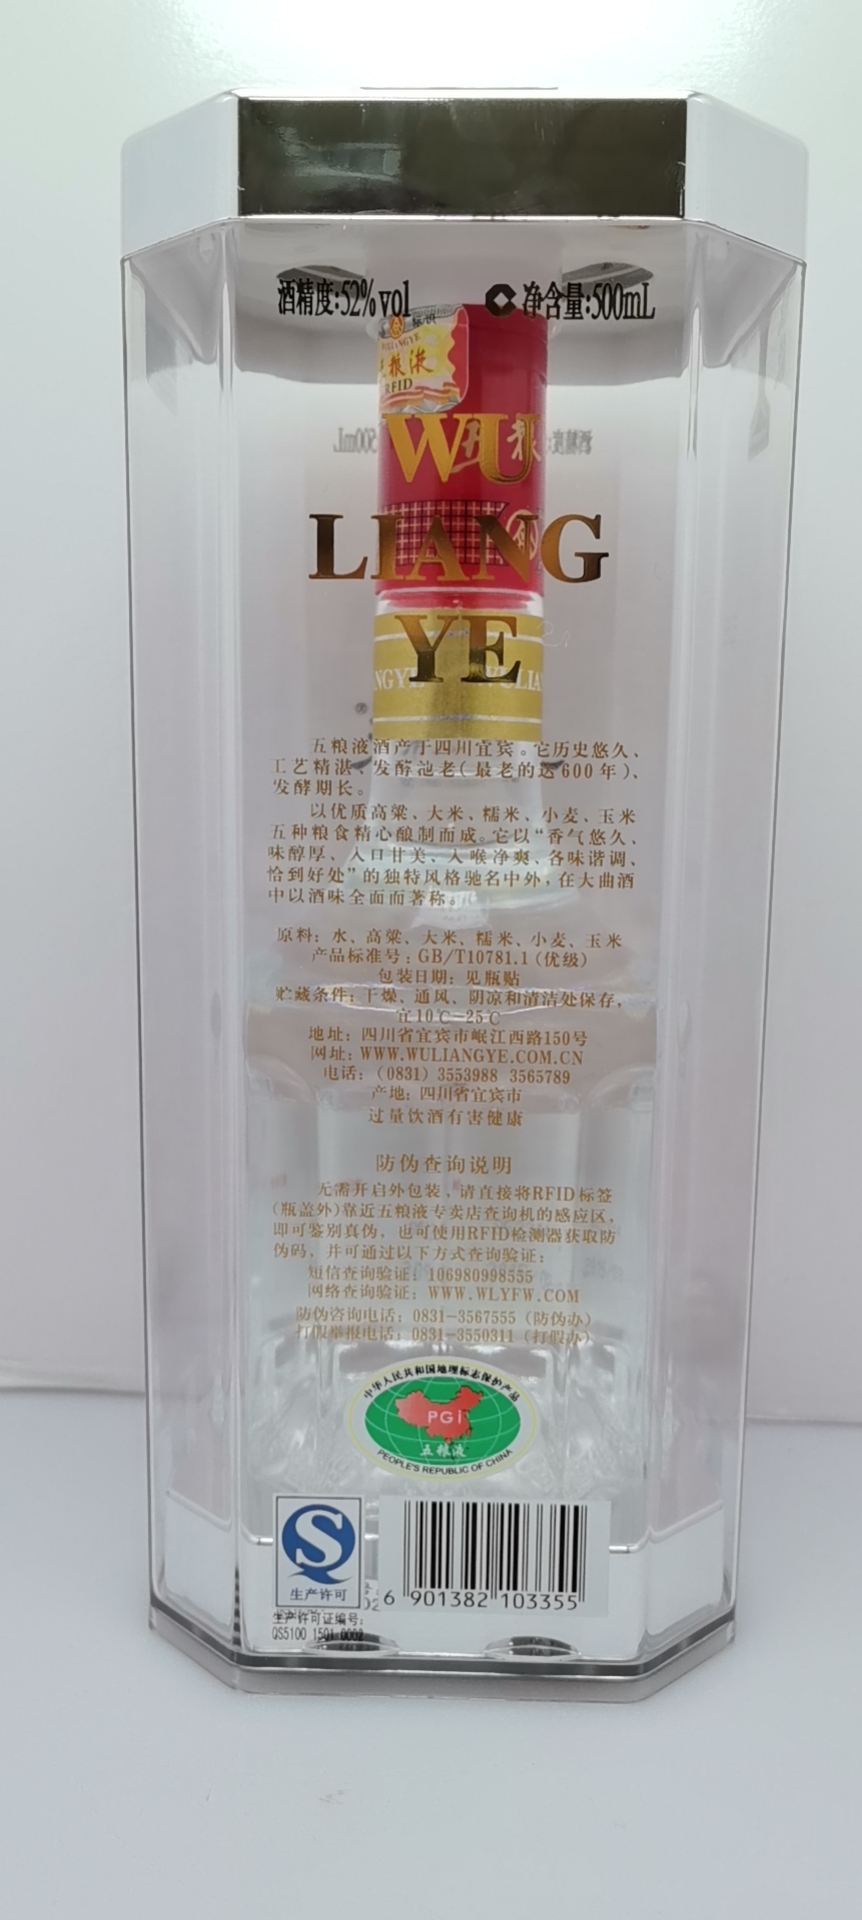 酒精度:52%vol 净含量:500mL
WULIANGYE
粮液
RFID
WU
LIANG
YE
五粮液酒产于四川宜宾。它历史悠久、
工艺精湛、发酵池老(最老的达600年)、
发酵期长。
以优质高粱、大米、糯米、小麦、玉米
五种粮食精心酿制而成。它以“香气悠久、
味醇厚、入口甘美、入喉净爽、各味谐调、
恰到好处”的独特风格驰名中外,在大曲酒
中以酒味全面而著称。
原料: 水、高粱、大米、糯米、小麦、玉米
产品标准号: GB/T10781.1 (优级)
包装日期: 见瓶贴
贮藏条件: 干燥、通风、阴凉和清洁处保存,
宜10℃-25℃
地址: 四川省宜宾市岷江西路150号
网址: WWW.WULIANGYE.COM.CN
电话: (0831) 3553988 3565789
产地: 四川省宜宾市
过量饮酒有害健康
防伪查询说明
无需开启外包装,请直接将RFID标签
(瓶盖外)靠近五粮液专卖店查询机的感应区,
即可鉴别真伪, 也可使用RFID检测器获取防
伪码, 并可通过以下方式查询验证:
短信查询验证: 106980998555
网络查询验证: WWW.WLYFW.COM
防伪咨询电话: 0831-3567555 (防伪办)
打假举报电话: 0831-3550311 (打假办)
中华人民共和国地理标志保护产品
PGI
五粮液
PEOPLE'S REPUBLIC OF CHINA
生产许可
6 901382 103355
生产许可证编号:
QS5100 1501 0002